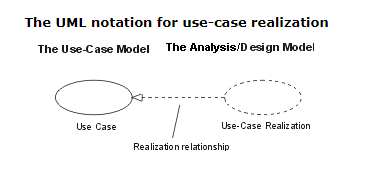 The UML notation for use-case realization
The Use-Case Model
The Analysis/Design Model
Use Case
Use-Case Realization
Realization relationship